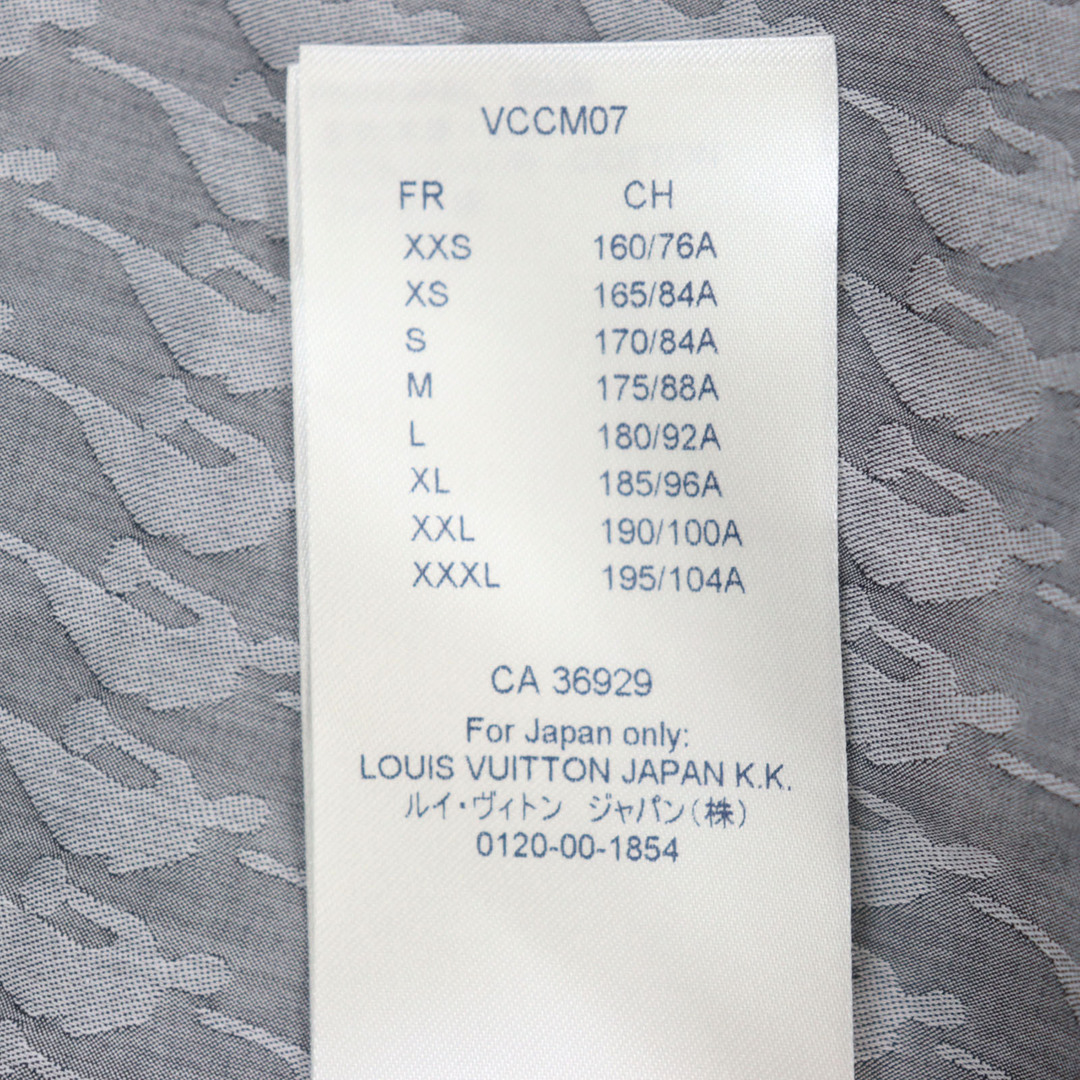 VCCM07
FR CH
XXS 160/76A
XS 165/84A
S 170/84A
M 175/88A
L 180/92A
XL 185/96A
XXL 190/100A
XXXL 195/104A
CA 36929
For Japan only:
LOUIS VUITTON JAPAN K.K.
ルイ・ヴィトン ジャパン(株)
0120-00-1854